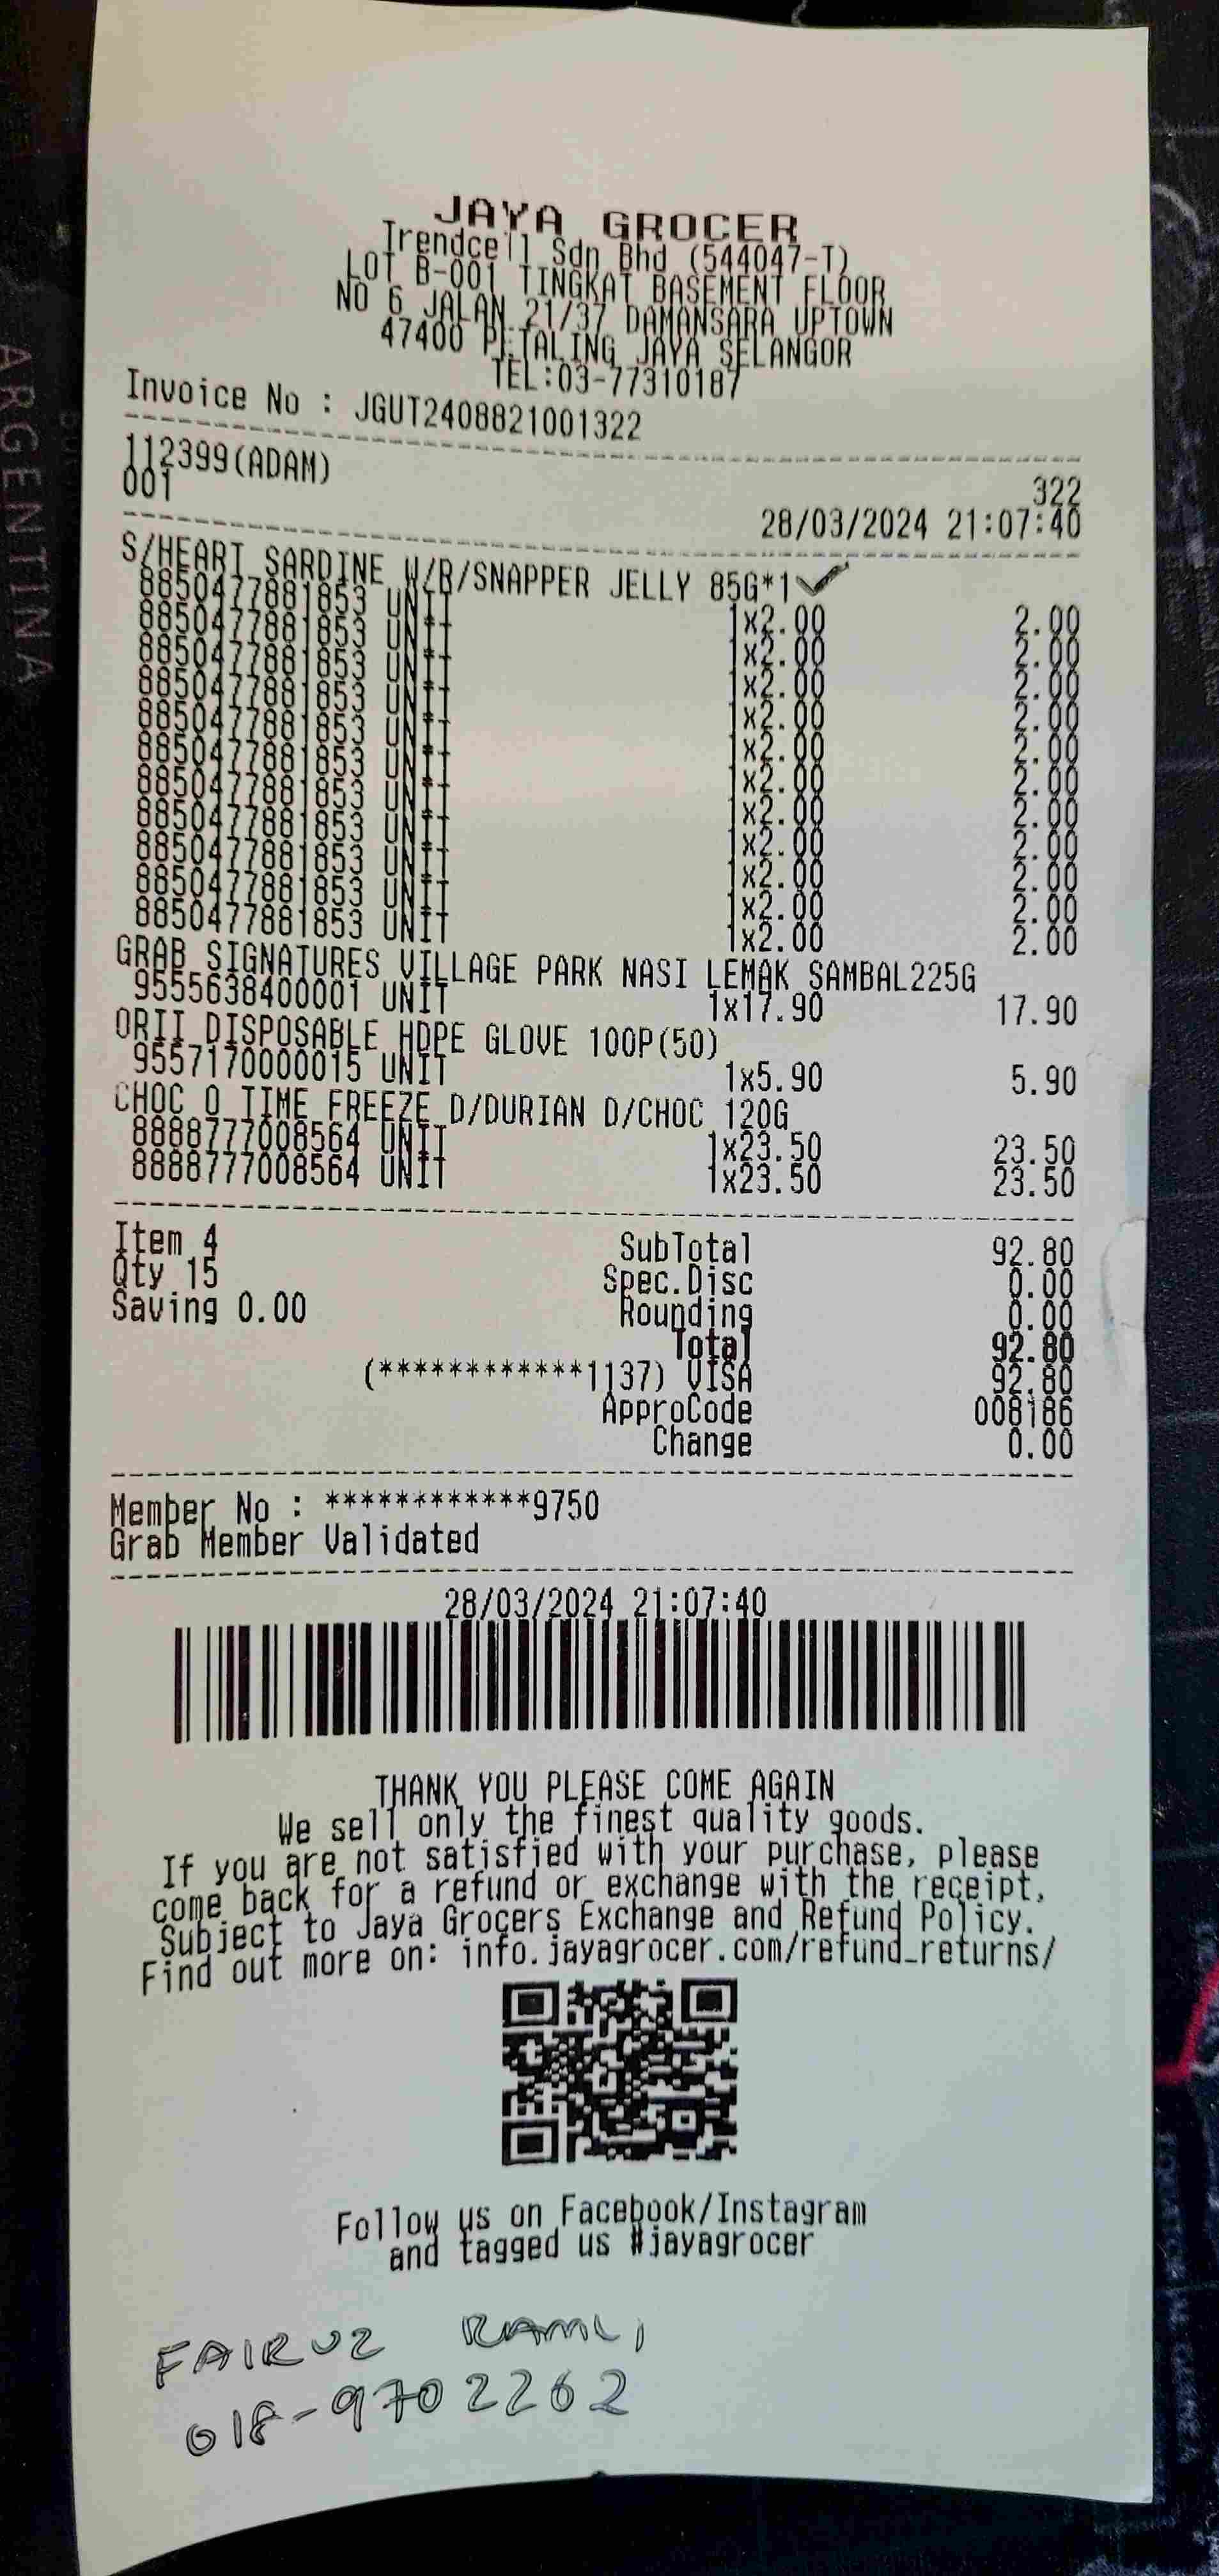 JAYA GROCER
Trendcell Sdn Bhd (544047-T)
LOT B-001 TINGKAT BASEMENT FLOOR
NO 6 JALAN 21/37 DAMANSARA UPTOWN
47400 PETALING JAYA SELANGOR
TEL:03-77310187
Invoice No : JGUT2408821001322
112399(ADAM) 322
001 28/03/2024 21:07:40
S/HEART SARDINE W/B/SNAPPER JELLY 85G*1
8850477881853 UNIT 1x2.00 2.00
8850477881853 UNIT 1x2.00 2.00
8850477881853 UNIT 1x2.00 2.00
8850477881853 UNIT 1x2.00 2.00
8850477881853 UNIT 1x2.00 2.00
8850477881853 UNIT 1x2.00 2.00
8850477881853 UNIT 1x2.00 2.00
8850477881853 UNIT 1x2.00 2.00
8850477881853 UNIT 1x2.00 2.00
8850477881853 UNIT 1x2.00 2.00
8850477881853 UNIT 1x2.00 2.00
GRAB SIGNATURES VILLAGE PARK NASI LEMAK SAMBAL225G
9555638400001 UNIT 1x17.90 17.90
ORII DISPOSABLE HDPE GLOVE 100P(50)
9557170000015 UNIT 1x5.90 5.90
CHOC O TIME FREEZE D/DURIAN D/CHOC 120G
8888777008564 UNIT 1x23.50 23.50
8888777008564 UNIT 1x23.50 23.50
Item 4 SubTotal 92.80
Qty 15 Spec.Disc 0.00
Saving 0.00 Rounding 0.00
Total 92.80
(************1137) VISA 92.80
ApproCode 008186
Change 0.00
Member No : ************9750
Grab Member Validated
28/03/2024 21:07:40
THANK YOU PLEASE COME AGAIN
We sell only the finest quality goods.
If you are not satisfied with your purchase, please
come back for a refund or exchange with the receipt.
Subject to Jaya Grocers Exchange and Refund Policy.
Find out more on: info.jayagrocer.com/refund_returns/
Follow us on Facebook/Instagram
and tagged us #jayagrocer
FAIRUZ RAMLI
018-9702262
ARGENTINA